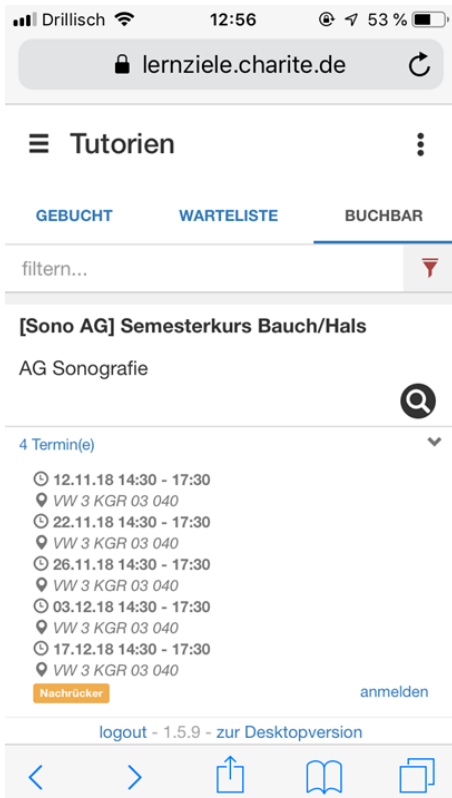 Drillisch 12:56 53 %
lernziele.charite.de
Tutorien
GEBUCHT WARTELISTE BUCHBAR
filtern...
[Sono AG] Semesterkurs Bauch/Hals
AG Sonografie
4 Termin(e)
12.11.18 14:30 - 17:30
VW 3 KGR 03 040
22.11.18 14:30 - 17:30
VW 3 KGR 03 040
26.11.18 14:30 - 17:30
VW 3 KGR 03 040
03.12.18 14:30 - 17:30
VW 3 KGR 03 040
17.12.18 14:30 - 17:30
VW 3 KGR 03 040
Nachrücker anmelden
logout - 1.5.9 - zur Desktopversion